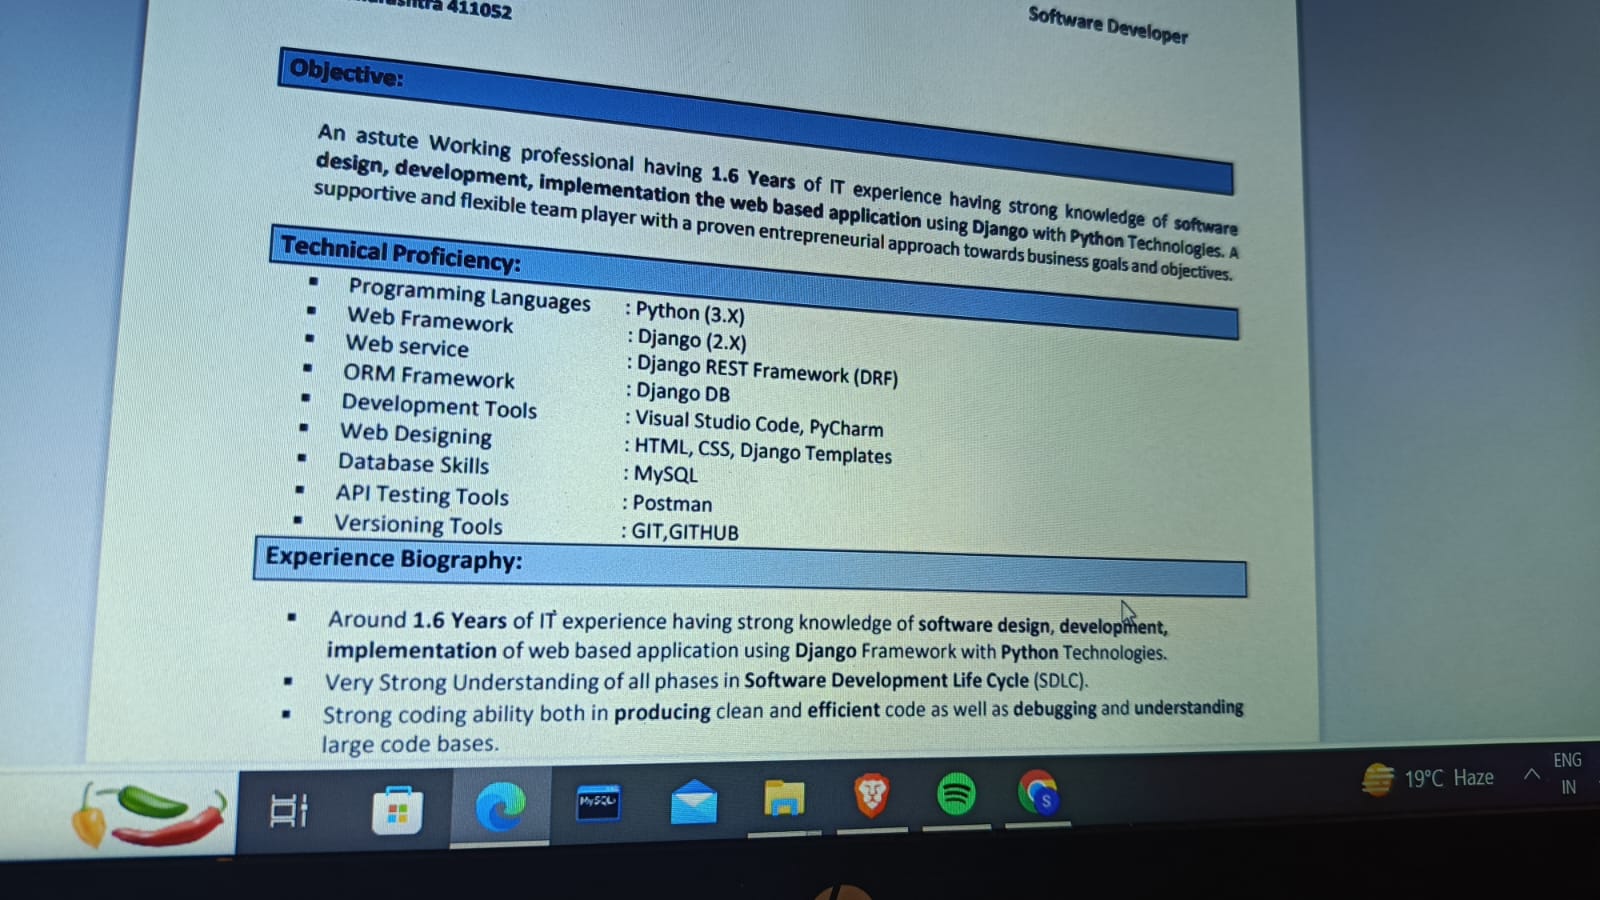 411052
Software Developer
Objective:
An astute Working professional having 1.6 Years of IT experience having strong knowledge of software
design, development, implementation the web based application using Django with Python Technologies. A
supportive and flexible team player with a proven entrepreneurial approach towards business goals and objectives.
Technical Proficiency:
▪ Programming Languages : Python (3.X)
▪ Web Framework : Django (2.X)
▪ Web service : Django REST Framework (DRF)
▪ ORM Framework : Django DB
▪ Development Tools : Visual Studio Code, PyCharm
▪ Web Designing : HTML, CSS, Django Templates
▪ Database Skills : MySQL
▪ API Testing Tools : Postman
▪ Versioning Tools : GIT,GITHUB
Experience Biography:
▪ Around 1.6 Years of IT experience having strong knowledge of software design, development,
implementation of web based application using Django Framework with Python Technologies.
▪ Very Strong Understanding of all phases in Software Development Life Cycle (SDLC).
▪ Strong coding ability both in producing clean and efficient code as well as debugging and understanding
large code bases.
MySQL
S
19°C Haze
ENG
IN